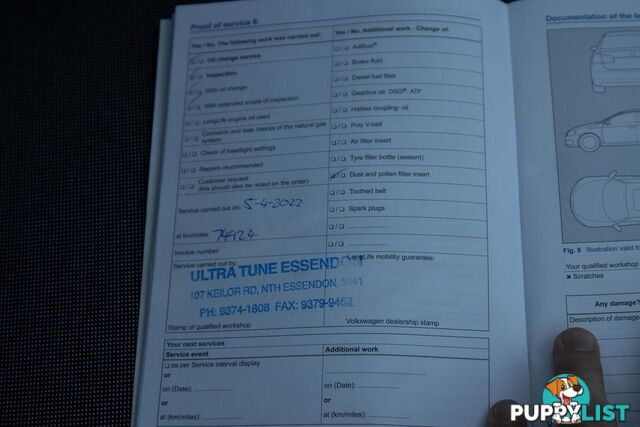 Proof of service 6
Yes / No. The following work was carried out:
☐/☐ Oil change service
☐/☐ Inspection
☐/☐ With oil change
☐/☐ With extended scope of inspection
☐/☐ LongLife engine oil used
☐/☐ Corrosion and leak checks of the natural gas
system
☐/☐ Check of headlight settings
☐/☐ Repairs recommended
☐/☐ Customer request
(this should also be noted on the order)
Service carried out on: 5-4-2023
at km/miles: 74124
Invoice number:
Service carried out by:
ULTRA TUNE ESSENDON
107 KEILOR RD, NTH ESSENDON, 3041
PH: 9374-1808 FAX: 9379-9452
Stamp of qualified workshop
Yes / No. Additional work - Change of:
☐/☐ AdBlue®
☐/☐ Brake fluid
☐/☐ Diesel fuel filter
☐/☐ Gearbox oil: DSG®, ATF
☐/☐ Haldex coupling: oil
☐/☐ Poly V-belt
☐/☐ Air filter insert
☐/☐ Tyre filler bottle (sealant)
☐/☐ Dust and pollen filter insert
☐/☐ Toothed belt
☐/☐ Spark plugs
☐/☐
☐/☐
LongLife mobility guarantee:
Volkswagen dealership stamp
Your next services
Service event
☐ as per Service interval display
or
on (Date):
or
at (km/miles):
Additional work
or
on (Date):
or
at (km/miles):
Documentation of the
Fig. 8 Illustration valid fo
Your qualified workshop
× Scratches
Any damage?
Description of damage
PUPPYLIST